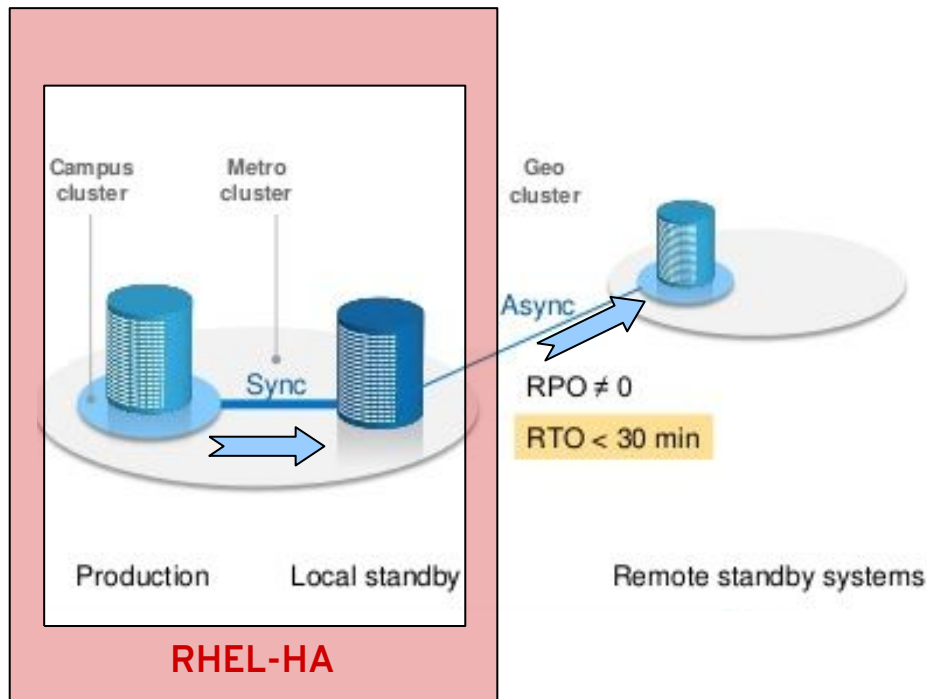 Campus
cluster
Metro
cluster
Geo
cluster
Sync
Async
RPO ≠ 0
RTO < 30 min
Production
Local standby
Remote standby systems
RHEL-HA